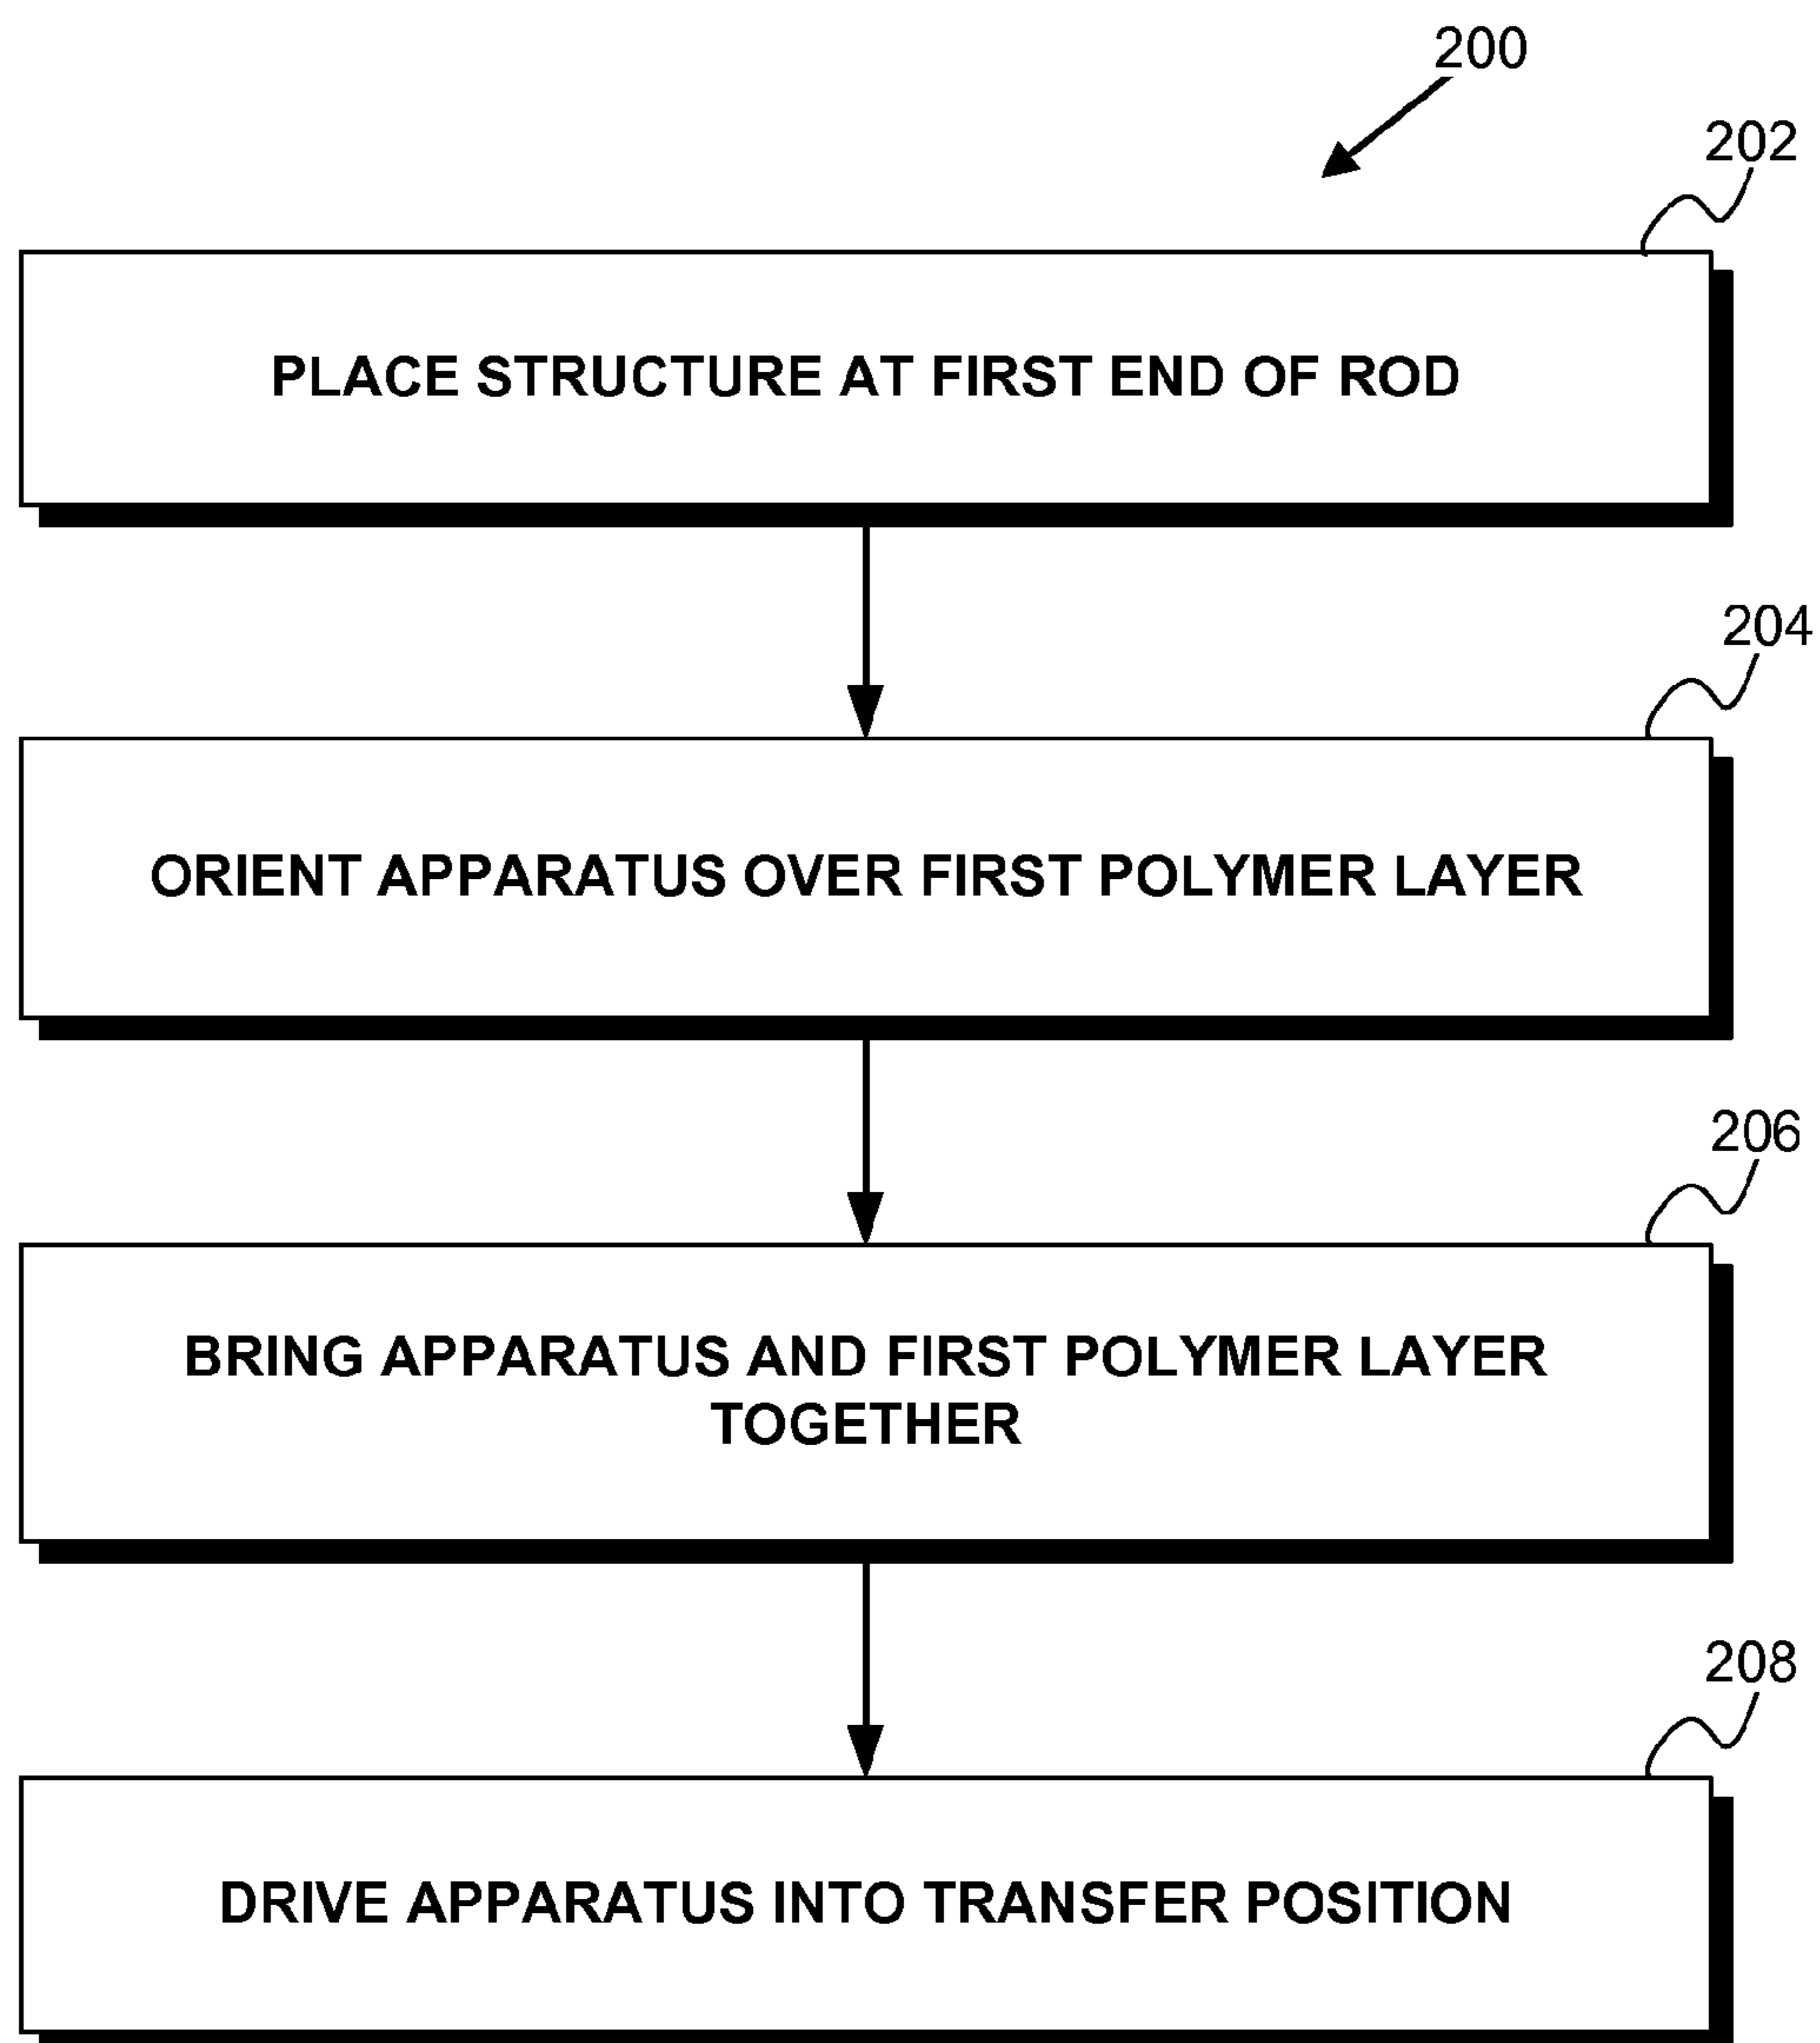 200
202
PLACE STRUCTURE AT FIRST END OF ROD
204
ORIENT APPARATUS OVER FIRST POLYMER LAYER
206
BRING APPARATUS AND FIRST POLYMER LAYER
TOGETHER
208
DRIVE APPARATUS INTO TRANSFER POSITION